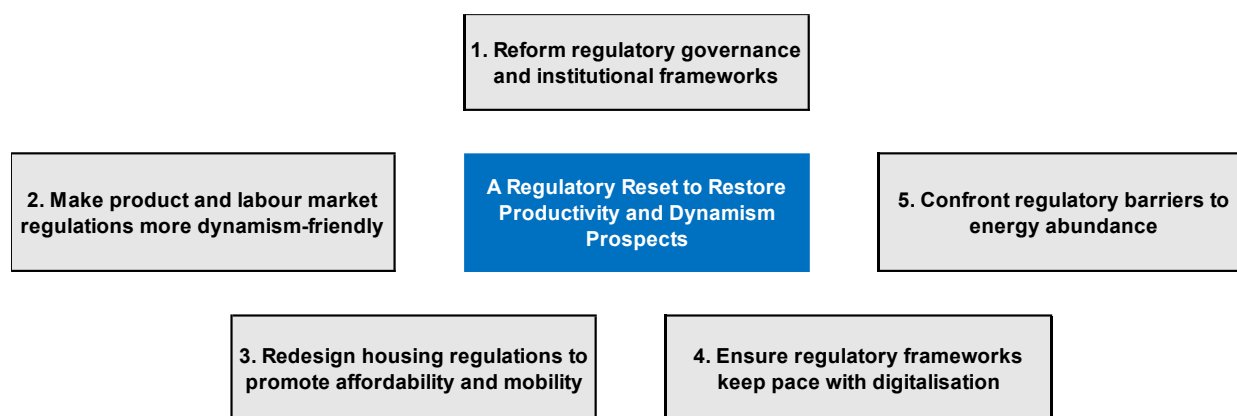 1. Reform regulatory governance
and institutional frameworks
2. Make product and labour market
regulations more dynamism-friendly
A Regulatory Reset to Restore
Productivity and Dynamism
Prospects
5. Confront regulatory barriers to
energy abundance
3. Redesign housing regulations to
promote affordability and mobility
4. Ensure regulatory frameworks
keep pace with digitalisation